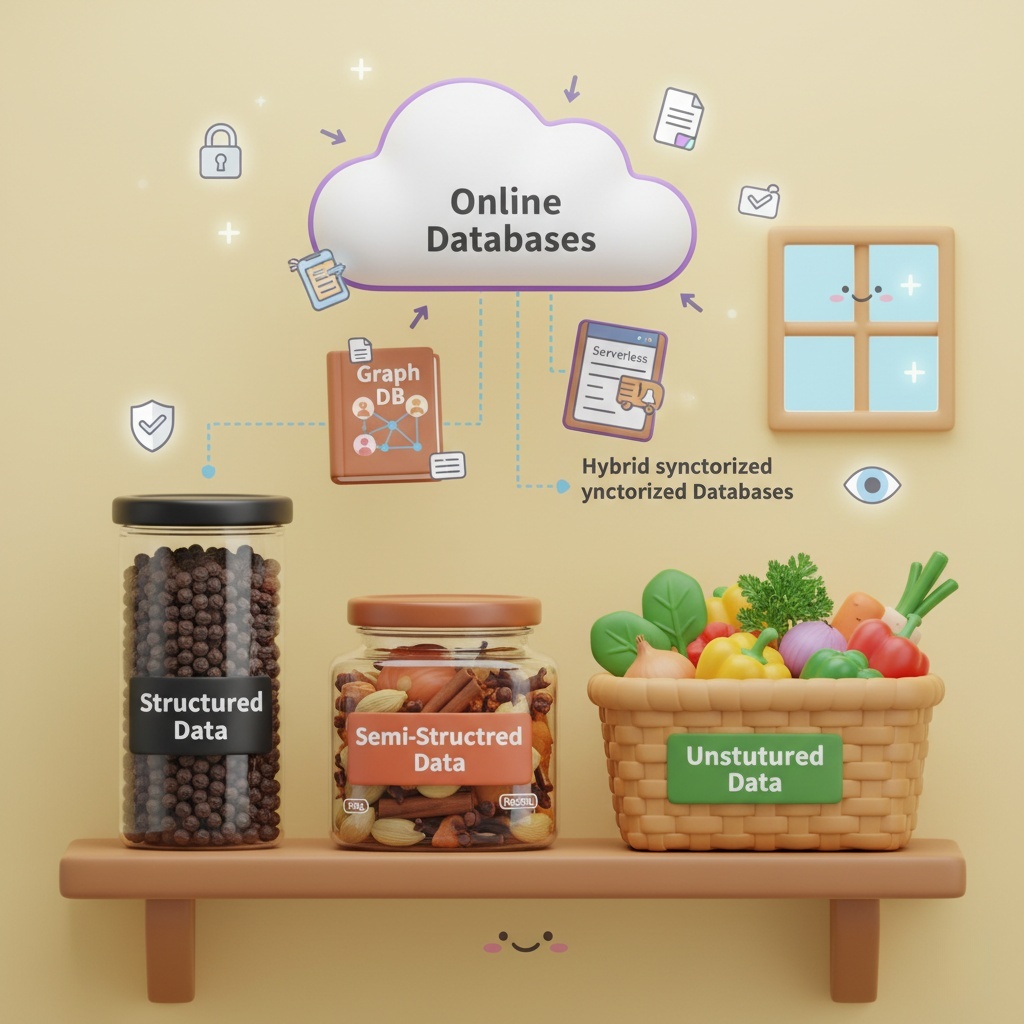 Online
Databases
Graph
DB
Serverless
Hybrid synctorized
ynctorized Databases
Structured
Data
Semi-Structred
Data
Unstutured
Data